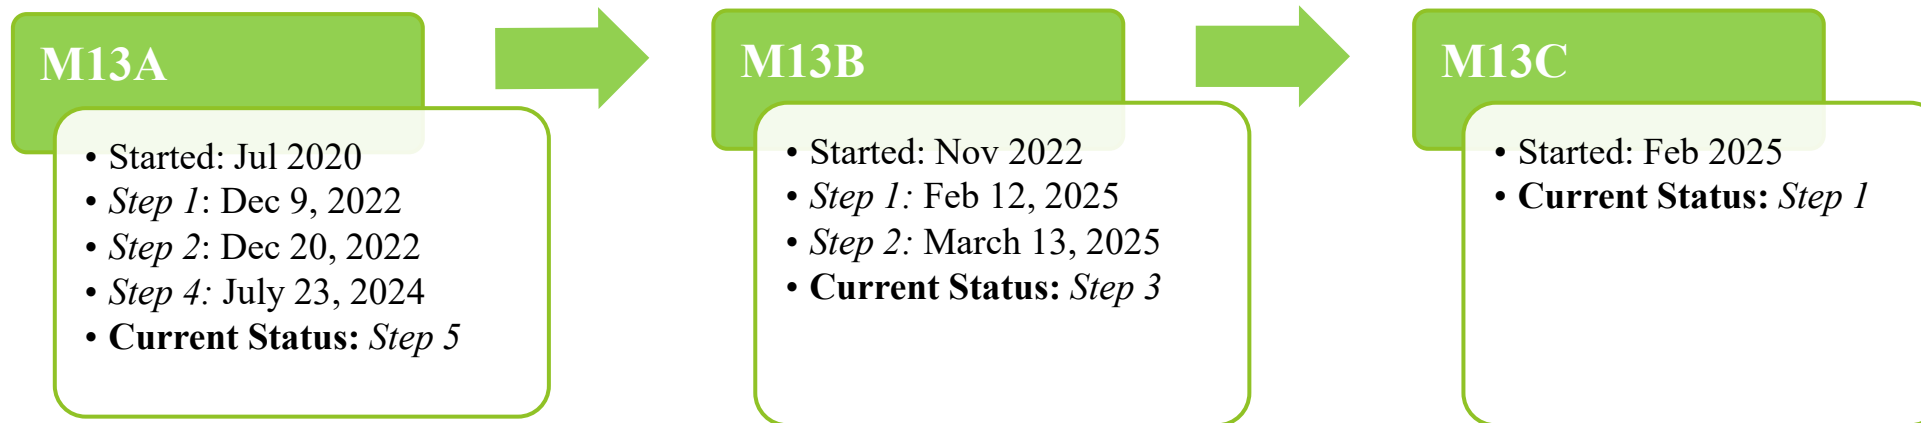 M13A
• Started: Jul 2020
• Step 1: Dec 9, 2022
• Step 2: Dec 20, 2022
• Step 4: July 23, 2024
• Current Status: Step 5
M13B
• Started: Nov 2022
• Step 1: Feb 12, 2025
• Step 2: March 13, 2025
• Current Status: Step 3
M13C
• Started: Feb 2025
• Current Status: Step 1